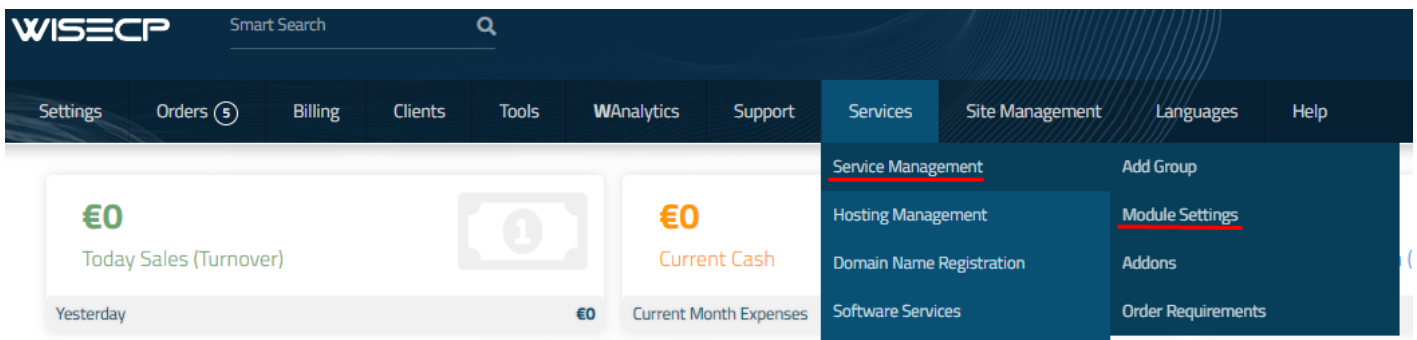 WISECP
Smart Search
Settings Orders 5 Billing Clients Tools WAnalytics Support Services Site Management Languages Help
Service Management Add Group
Hosting Management Module Settings
Domain Name Registration Addons
Software Services Order Requirements
€0
1
Today Sales (Turnover)
Yesterday €0
€0
Current Cash
Current Month Expenses
(